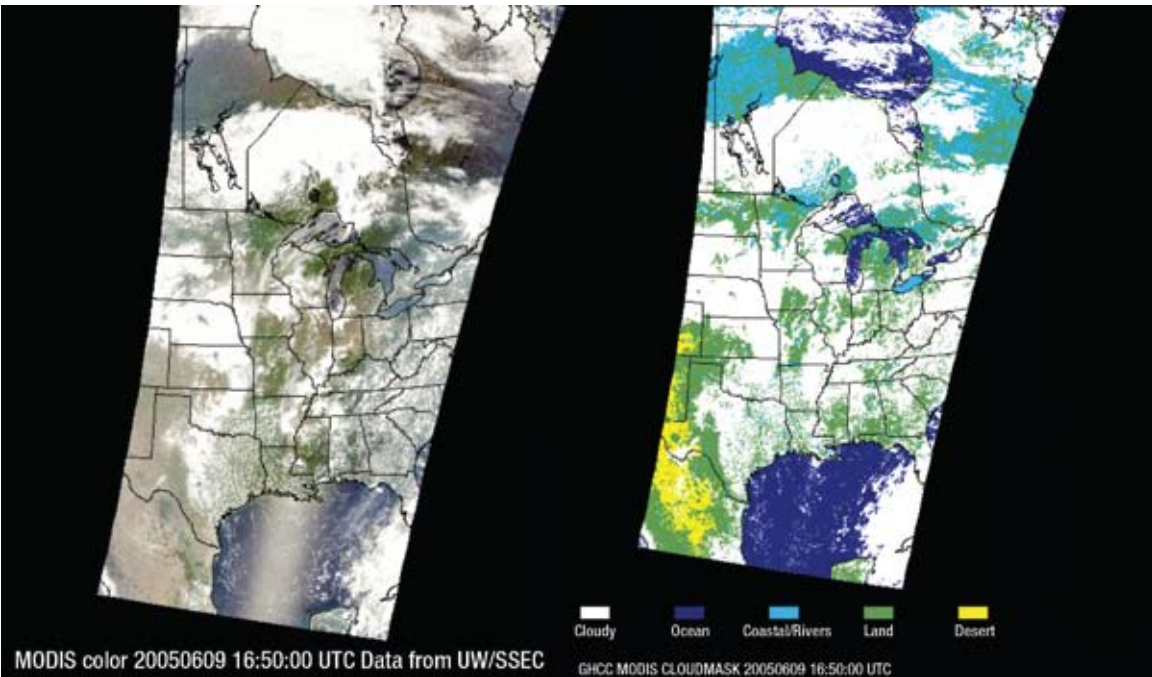 Cloudy
Ocean
Coastal/Rivers
Land
Desert
MODIS color 20050609 16:50:00 UTC Data from UW/SSEC
GHCC MODIS CLOUDMASK 20050609 16:50:00 UTC